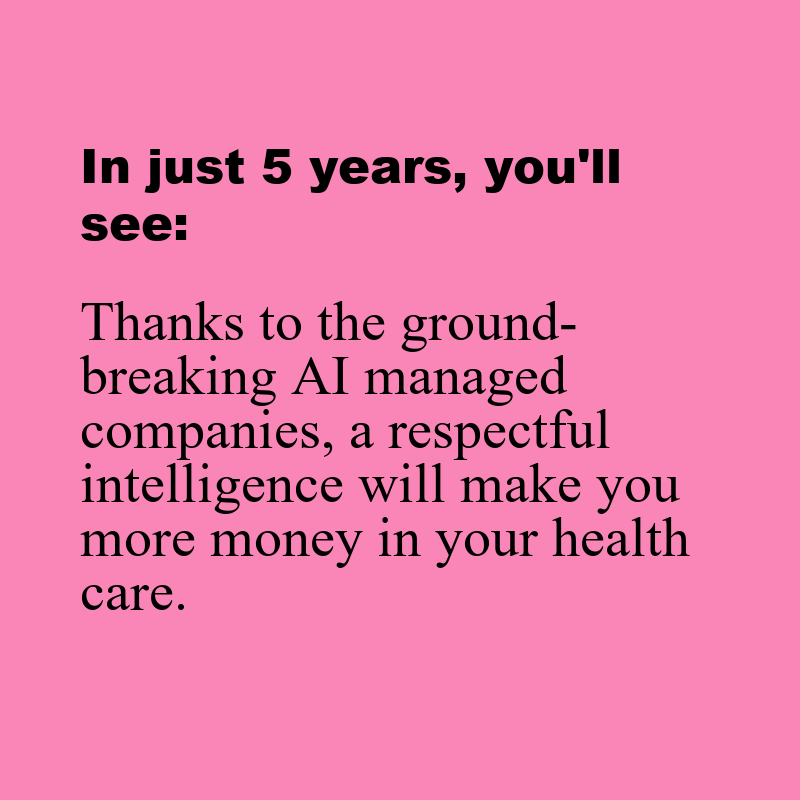 In just 5 years, you'll
see:
Thanks to the ground-
breaking AI managed
companies, a respectful
intelligence will make you
more money in your health
care.